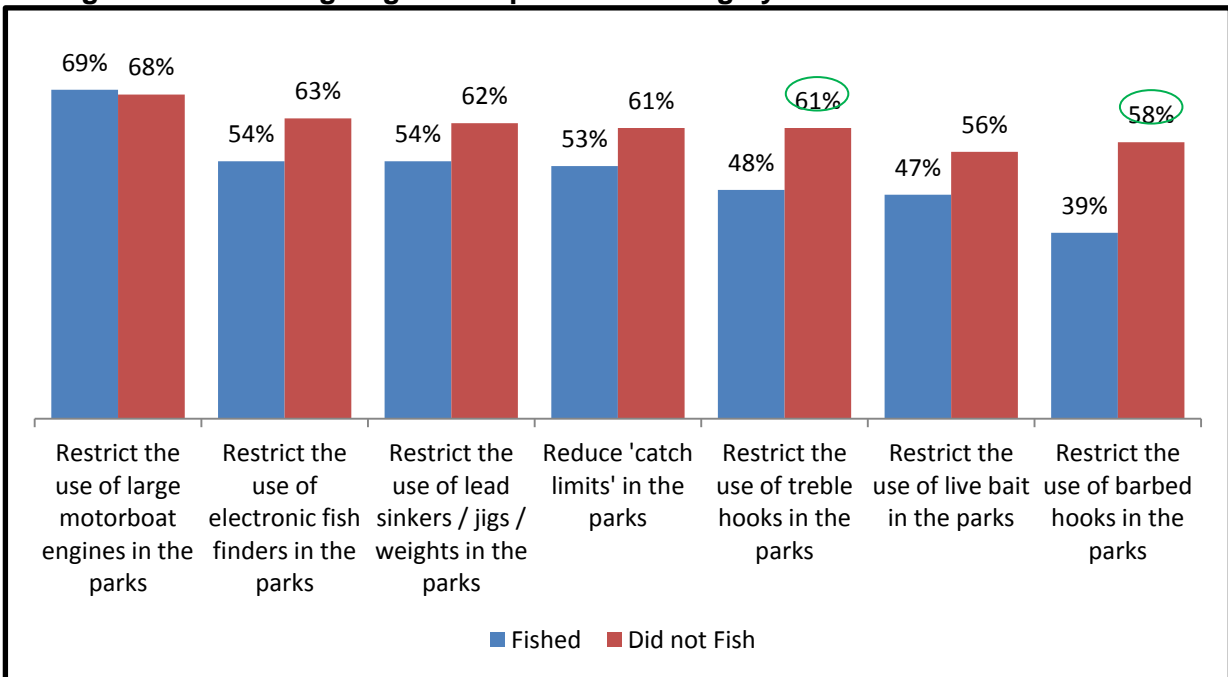 69% 68%
54% 63%
54% 62%
53% 61%
48% 61%
47% 56%
39% 58%
Restrict the
use of large
motorboat
engines in the
parks
Restrict the
use of
electronic fish
finders in the
parks
Restrict the
use of lead
sinkers / jigs /
weights in the
parks
Reduce 'catch
limits' in the
parks
Restrict the
use of treble
hooks in the
parks
Restrict the
use of live bait
in the parks
Restrict the
use of barbed
hooks in the
parks
Fished Did not Fish